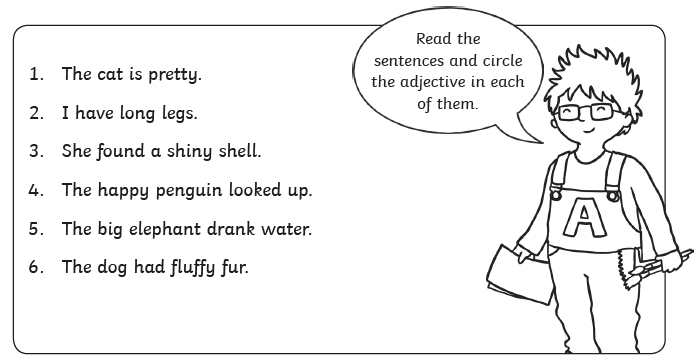 Read the
sentences and circle
the adjective in each
of them.
1. The cat is pretty.
2. I have long legs.
3. She found a shiny shell.
4. The happy penguin looked up.
5. The big elephant drank water.
6. The dog had fluffy fur.
A